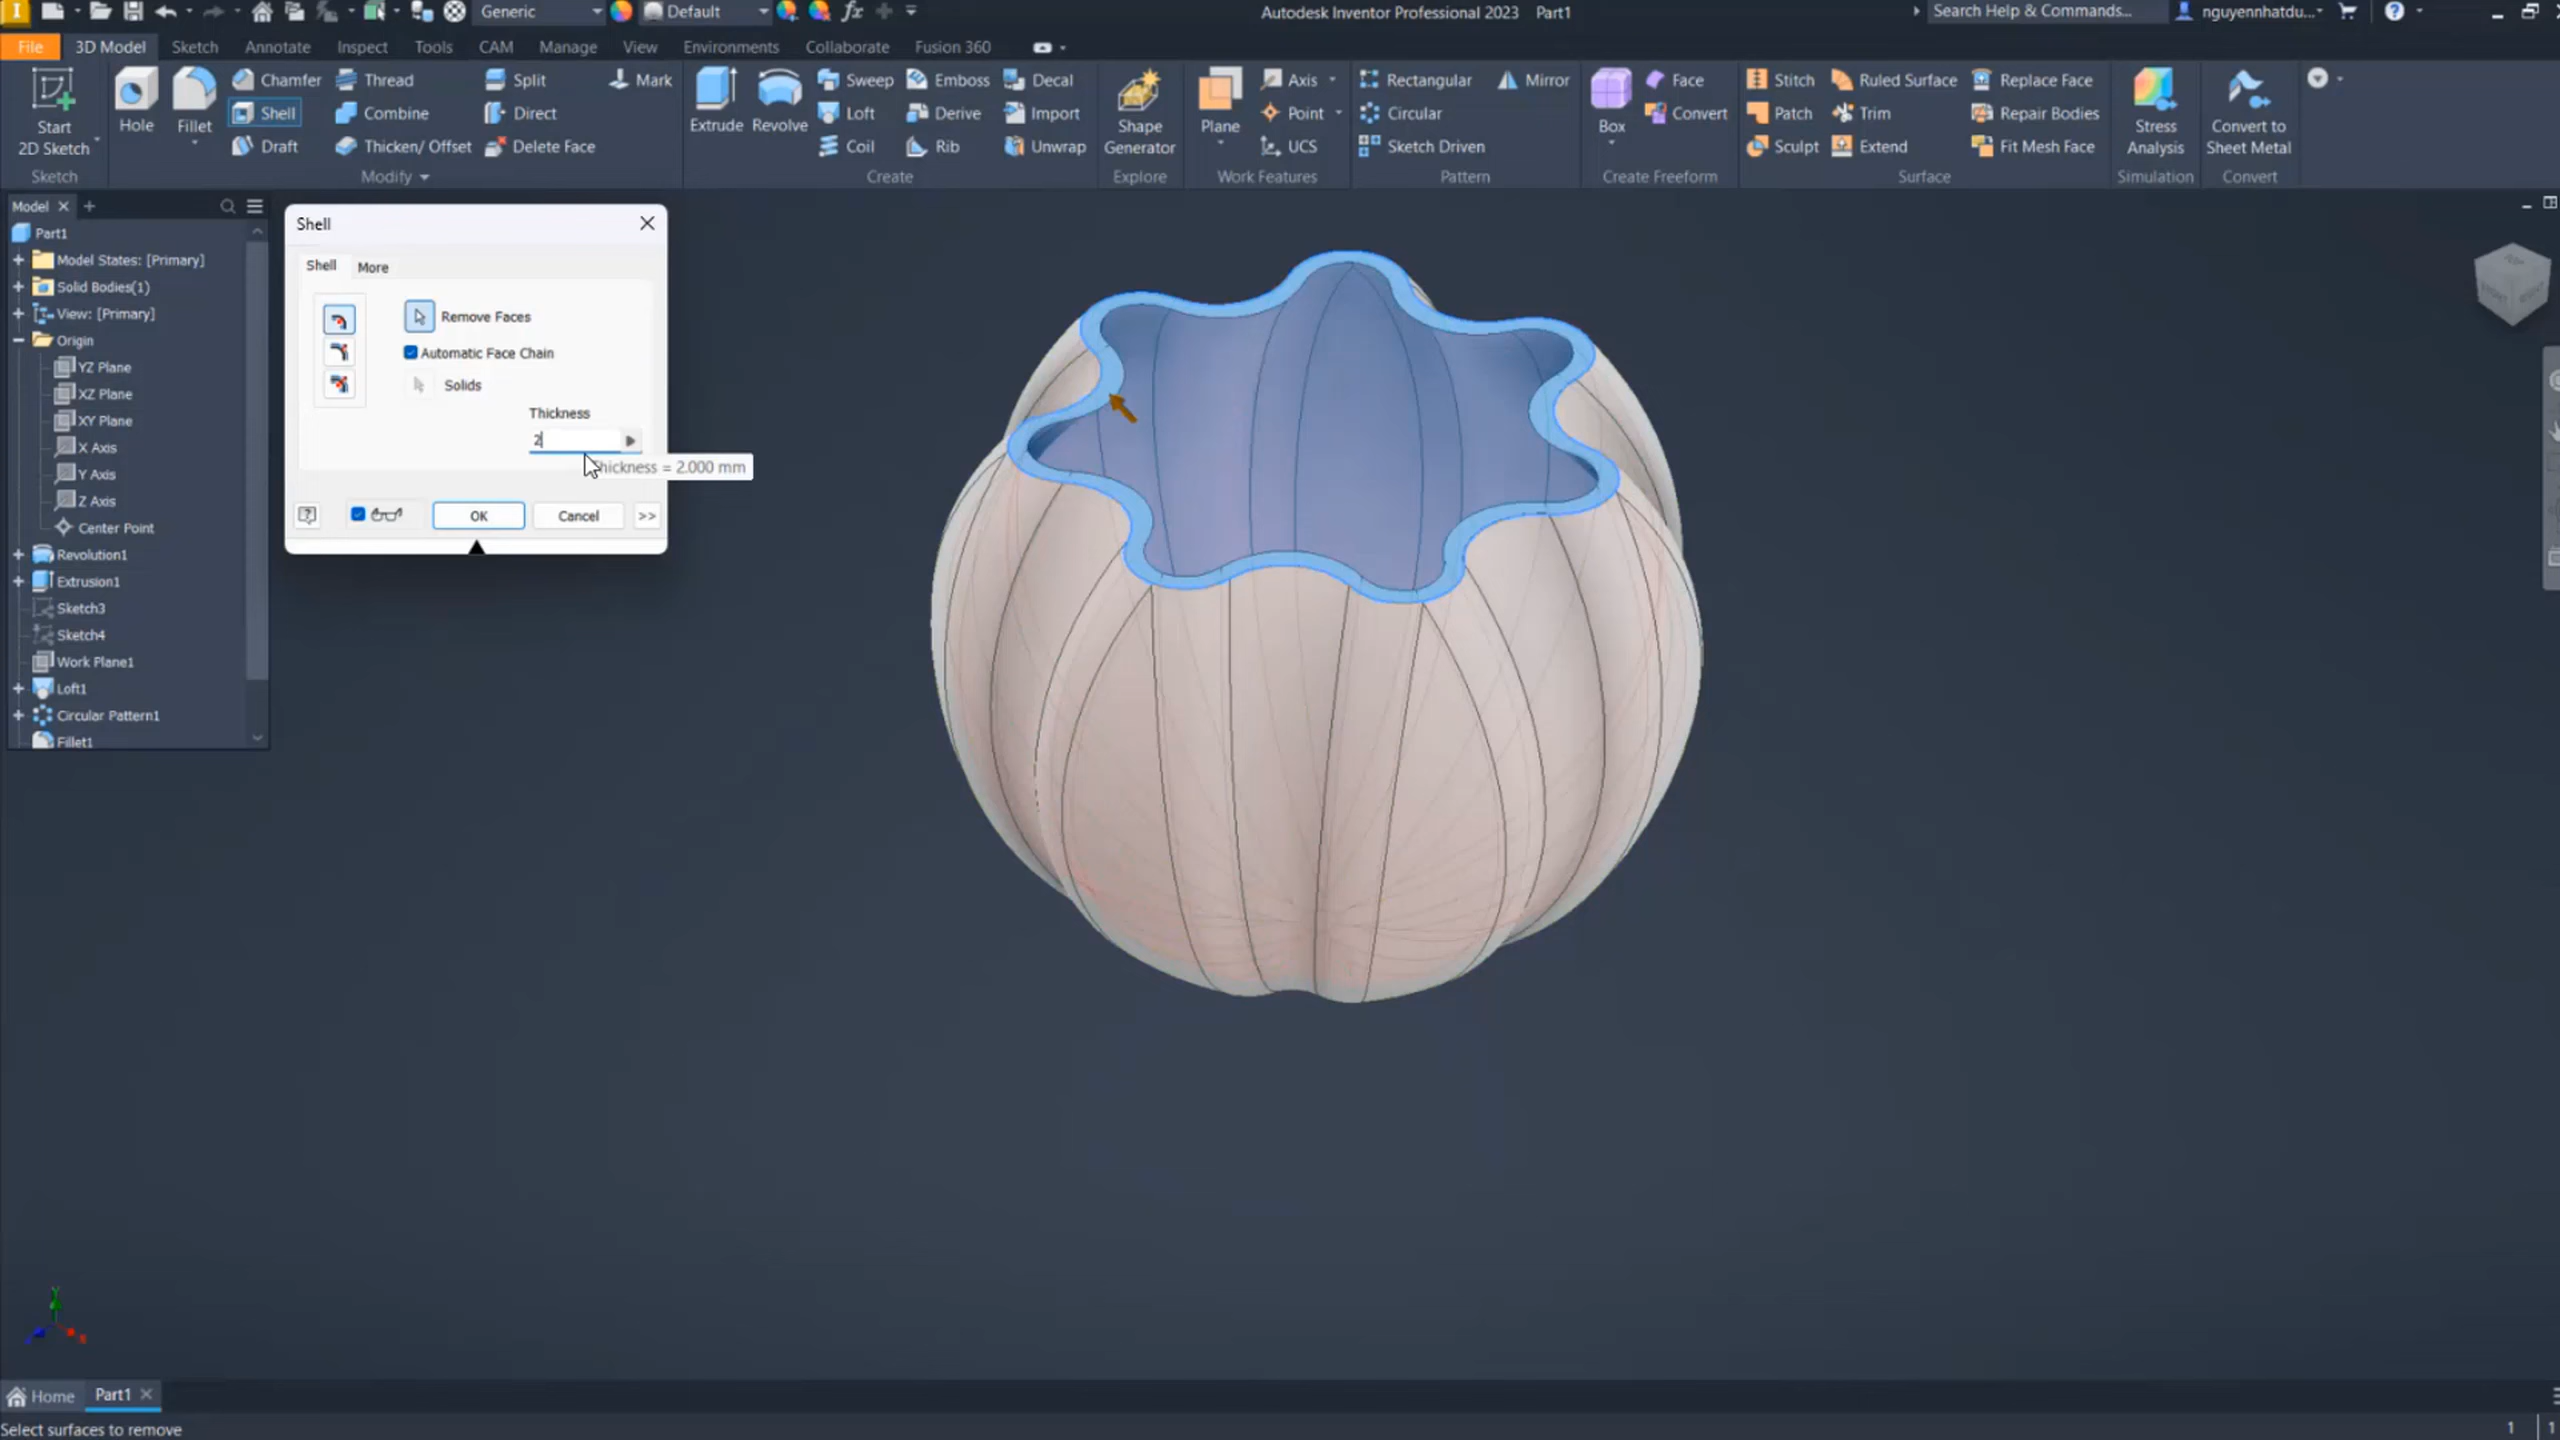 Generic
Default
fx
Autodesk Inventor Professional 2023 Part1
Search Help & Commands...
nguyennhatdu...
File 3D Model Sketch Annotate Inspect Tools CAM Manage View Environments Collaborate Fusion 360
Start
2D Sketch
Sketch
Hole
Fillet
Chamfer
Shell
Draft
Thread
Combine
Thicken/ Offset
Split
Direct
Delete Face
Mark
Modify
Extrude
Revolve
Sweep
Loft
Coil
Emboss
Derive
Rib
Decal
Import
Unwrap
Create
Shape
Generator
Explore
Plane
Axis
Point
UCS
Work Features
Rectangular
Circular
Sketch Driven
Mirror
Pattern
Box
Face
Convert
Create Freeform
Stitch
Patch
Sculpt
Ruled Surface
Trim
Extend
Replace Face
Repair Bodies
Fit Mesh Face
Surface
Stress
Analysis
Simulation
Convert to
Sheet Metal
Convert
Model
Part1
Model States: [Primary]
Solid Bodies(1)
View: [Primary]
Origin
YZ Plane
XZ Plane
XY Plane
X Axis
Y Axis
Z Axis
Center Point
Revolution1
Extrusion1
Sketch3
Sketch4
Work Plane1
Loft1
Circular Pattern1
Fillet1
Shell
Shell More
Remove Faces
Automatic Face Chain
Solids
Thickness
2
Thickness = 2.000 mm
OK
Cancel
>>
Home
Part1
Select surfaces to remove
1
1